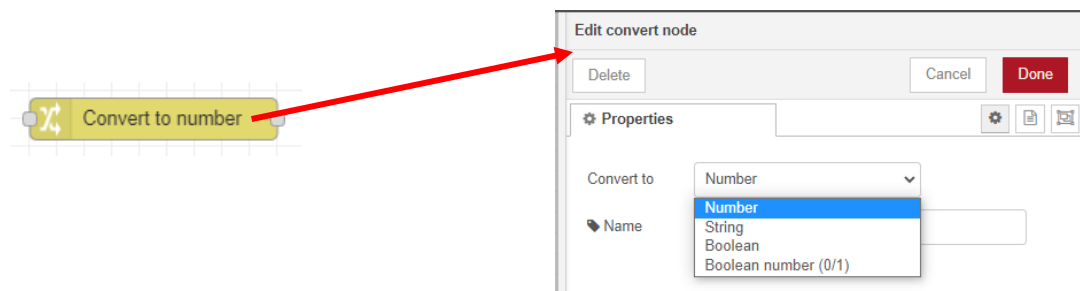 Convert to number
Edit convert node
Delete
Cancel
Done
Properties
Convert to
Number
Name
Number
String
Boolean
Boolean number (0/1)